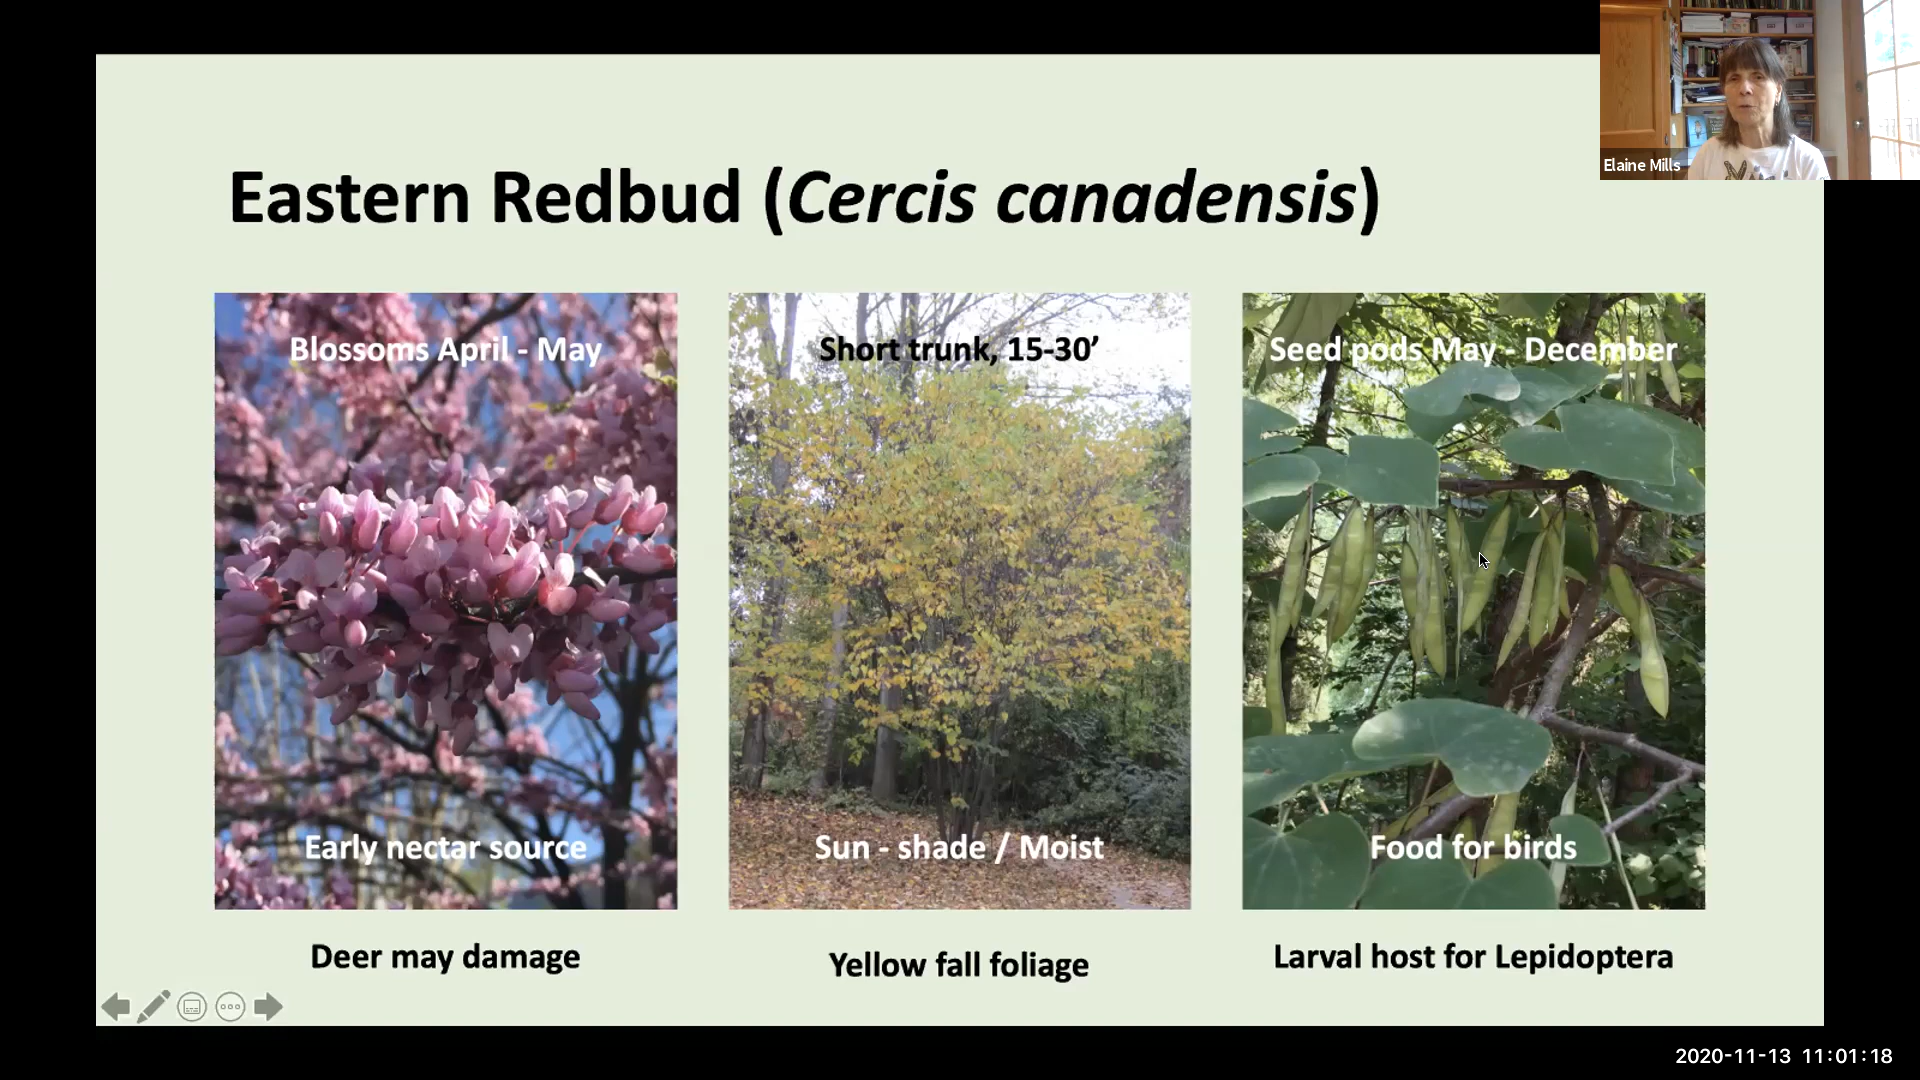 Elaine Mills
Eastern Redbud (Cercis canadensis)
Blossoms April - May
Early nectar source
Deer may damage
Short trunk, 15-30’
Sun - shade / Moist
Yellow fall foliage
Seed pods May - December
Food for birds
Larval host for Lepidoptera
2020-11-13 11:01:18